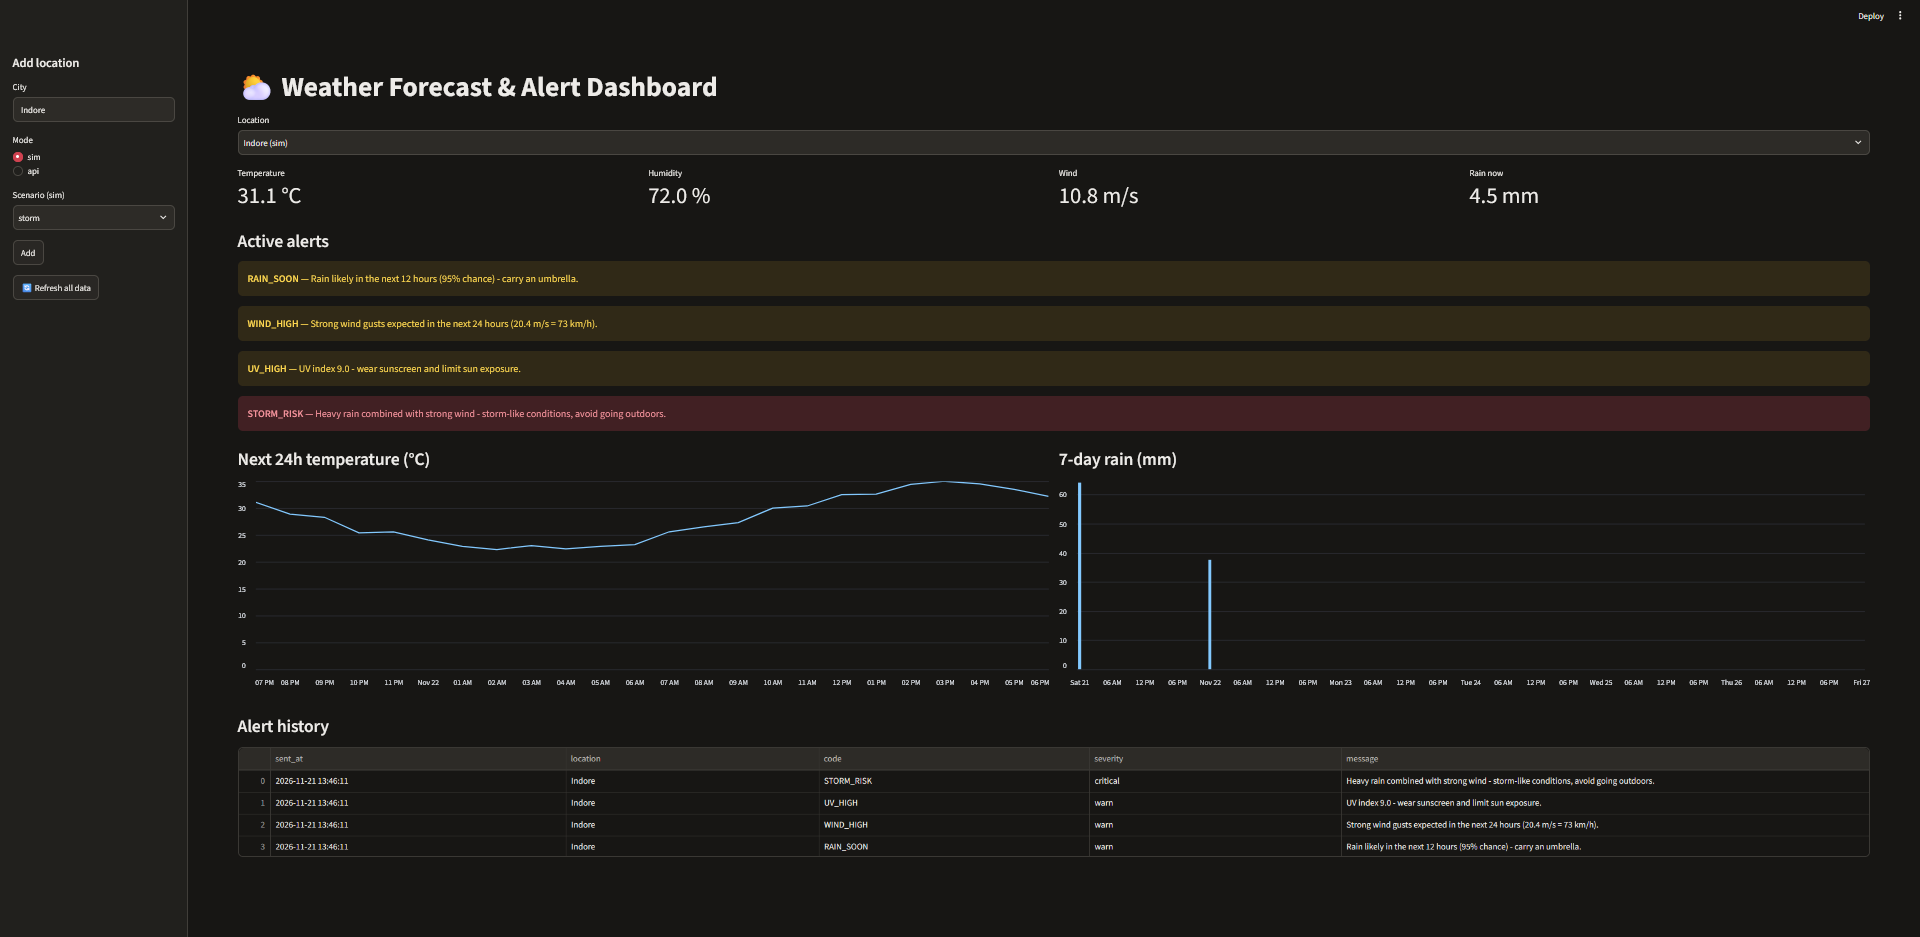 Deploy
Add location
City
Indore
Mode
sim
api
Scenario (sim)
storm
Add
Refresh all data
Weather Forecast & Alert Dashboard
Location
Indore (sim)
Temperature Humidity Wind Rain now
31.1 °C 72.0 % 10.8 m/s 4.5 mm
Active alerts
RAIN_SOON — Rain likely in the next 12 hours (95% chance) - carry an umbrella.
WIND_HIGH — Strong wind gusts expected in the next 24 hours (20.4 m/s = 73 km/h).
UV_HIGH — UV index 9.0 - wear sunscreen and limit sun exposure.
STORM_RISK — Heavy rain combined with strong wind - storm-like conditions, avoid going outdoors.
Next 24h temperature (°C)
35
30
25
20
15
10
5
0
07 PM 08 PM 09 PM 10 PM 11 PM Nov 22 01 AM 02 AM 03 AM 04 AM 05 AM 06 AM 07 AM 08 AM 09 AM 10 AM 11 AM 12 PM 01 PM 02 PM 03 PM 04 PM 05 PM 06 PM
7-day rain (mm)
60
50
40
30
20
10
0
Sat 21 06 AM 12 PM 06 PM Nov 22 06 AM 12 PM 06 PM Mon 23 06 AM 12 PM 06 PM Tue 24 06 AM 12 PM 06 PM Wed 25 06 AM 12 PM 06 PM Thu 26 06 AM 12 PM 06 PM Fri 27
Alert history
sent_at location code severity message
0 2026-11-21 13:46:11 Indore STORM_RISK critical Heavy rain combined with strong wind - storm-like conditions, avoid going outdoors.
1 2026-11-21 13:46:11 Indore UV_HIGH warn UV index 9.0 - wear sunscreen and limit sun exposure.
2 2026-11-21 13:46:11 Indore WIND_HIGH warn Strong wind gusts expected in the next 24 hours (20.4 m/s = 73 km/h).
3 2026-11-21 13:46:11 Indore RAIN_SOON warn Rain likely in the next 12 hours (95% chance) - carry an umbrella.